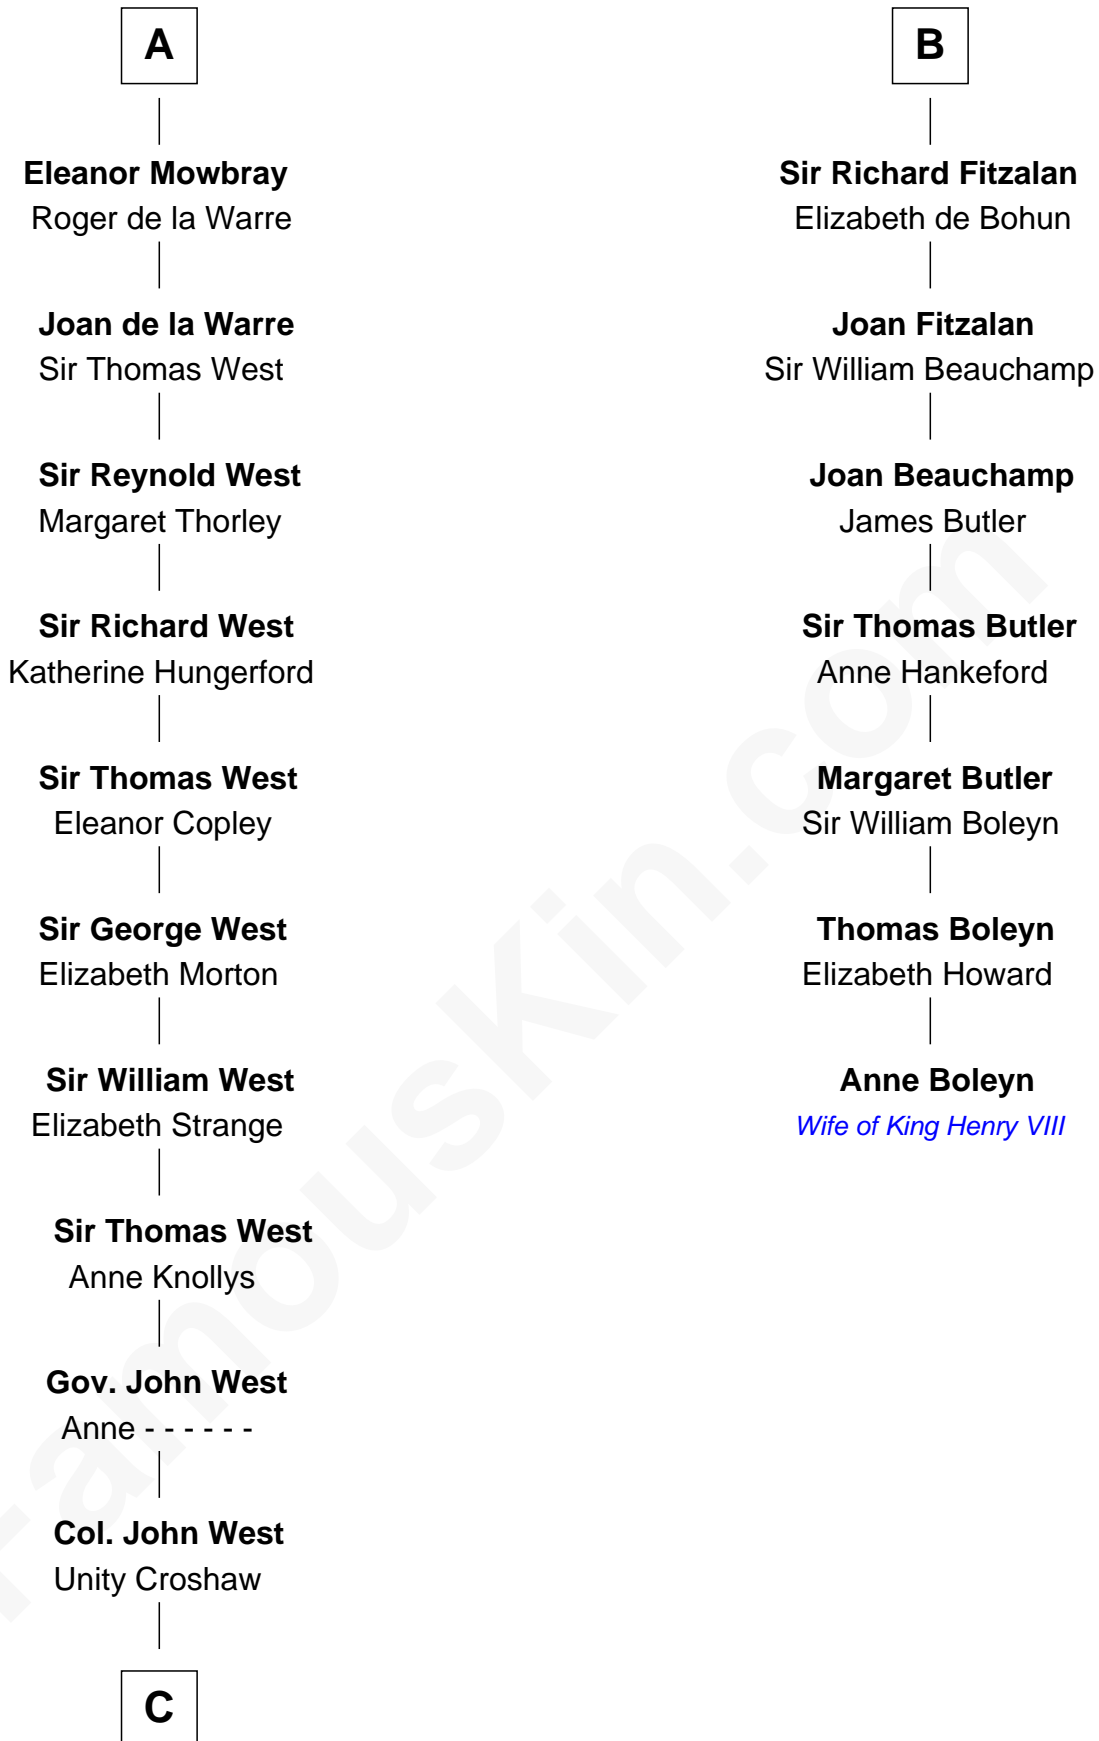 A
Eleanor Mowbray
Roger de la Warre
Joan de la Warre
Sir Thomas West
Sir Reynold West
Margaret Thorley
Sir Richard West
Katherine Hungerford
Sir Thomas West
Eleanor Copley
Sir George West
Elizabeth Morton
Sir William West
Elizabeth Strange
Sir Thomas West
Anne Knollys
Gov. John West
Anne - - - - - -
Col. John West
Unity Croshaw
C
B
Sir Richard Fitzalan
Elizabeth de Bohun
Joan Fitzalan
Sir William Beauchamp
Joan Beauchamp
James Butler
Sir Thomas Butler
Anne Hankeford
Margaret Butler
Sir William Boleyn
Thomas Boleyn
Elizabeth Howard
Anne Boleyn
Wife of King Henry VIII
FamousKin.com